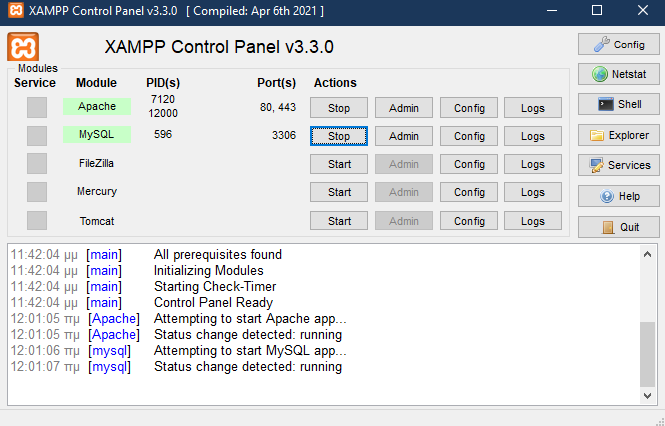 XAMPP Control Panel v3.3.0 [ Compiled: Apr 6th 2021 ]
XAMPP Control Panel v3.3.0
Config
Modules
Service Module PID(s) Port(s) Actions
Netstat
Apache 7120 12000 80, 443 Stop Admin Config Logs
Shell
MySQL 596 3306 Stop Admin Config Logs
Explorer
FileZilla Start Admin Config Logs
Services
Mercury Start Admin Config Logs
Help
Tomcat Start Admin Config Logs
Quit
11:42:04 μμ [main] All prerequisites found
11:42:04 μμ [main] Initializing Modules
11:42:04 μμ [main] Starting Check-Timer
11:42:04 μμ [main] Control Panel Ready
12:01:05 πμ [Apache] Attempting to start Apache app...
12:01:05 πμ [Apache] Status change detected: running
12:01:06 πμ [mysql] Attempting to start MySQL app...
12:01:07 πμ [mysql] Status change detected: running